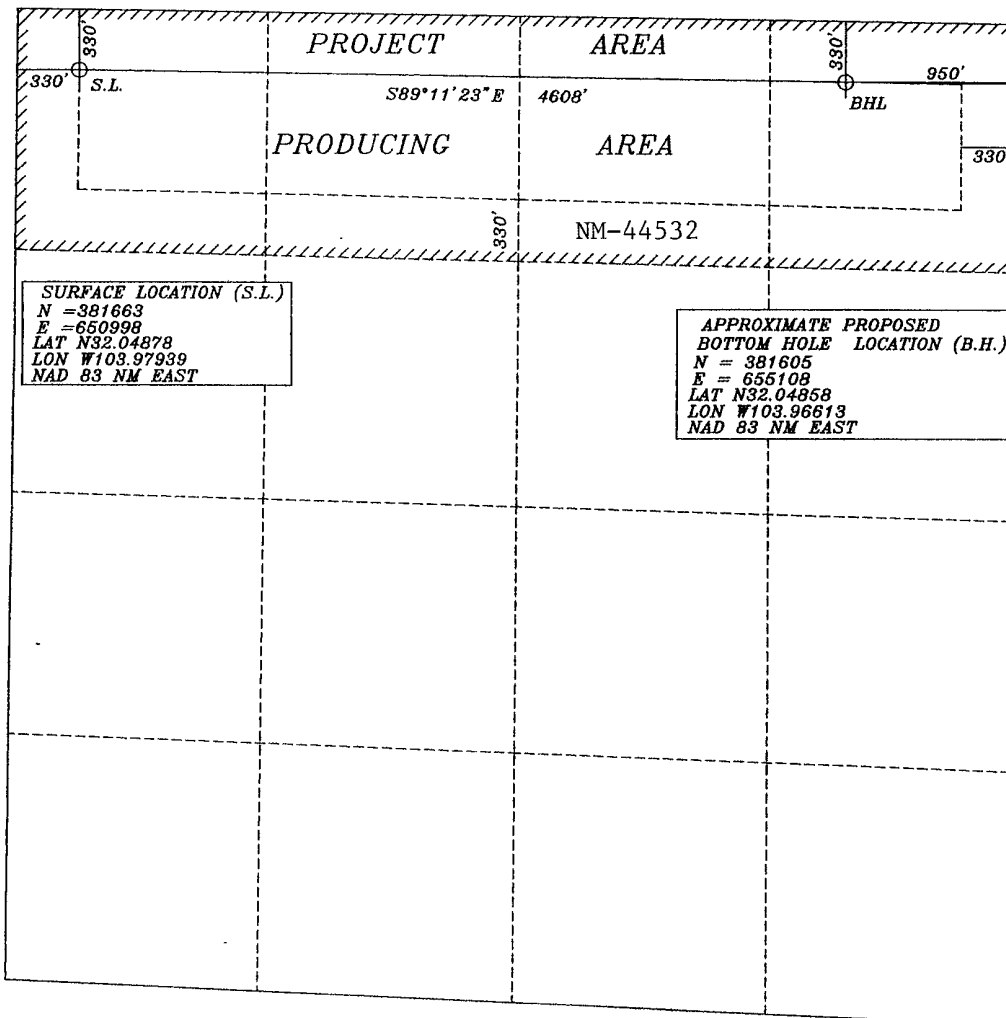 PROJECT AREA
330'
330'
950'
330'
S.L.
S89°11'23"E 4608'
BHL
PRODUCING AREA
330
330'
NM-44532
SURFACE LOCATION (S.L.)
N =381663
E =650998
LAT N32.04878
LON W103.97939
NAD 83 NM EAST
APPROXIMATE PROPOSED
BOTTOM HOLE LOCATION (B.H.)
N = 381605
E = 655108
LAT N32.04858
LON W103.96613
NAD 83 NM EAST